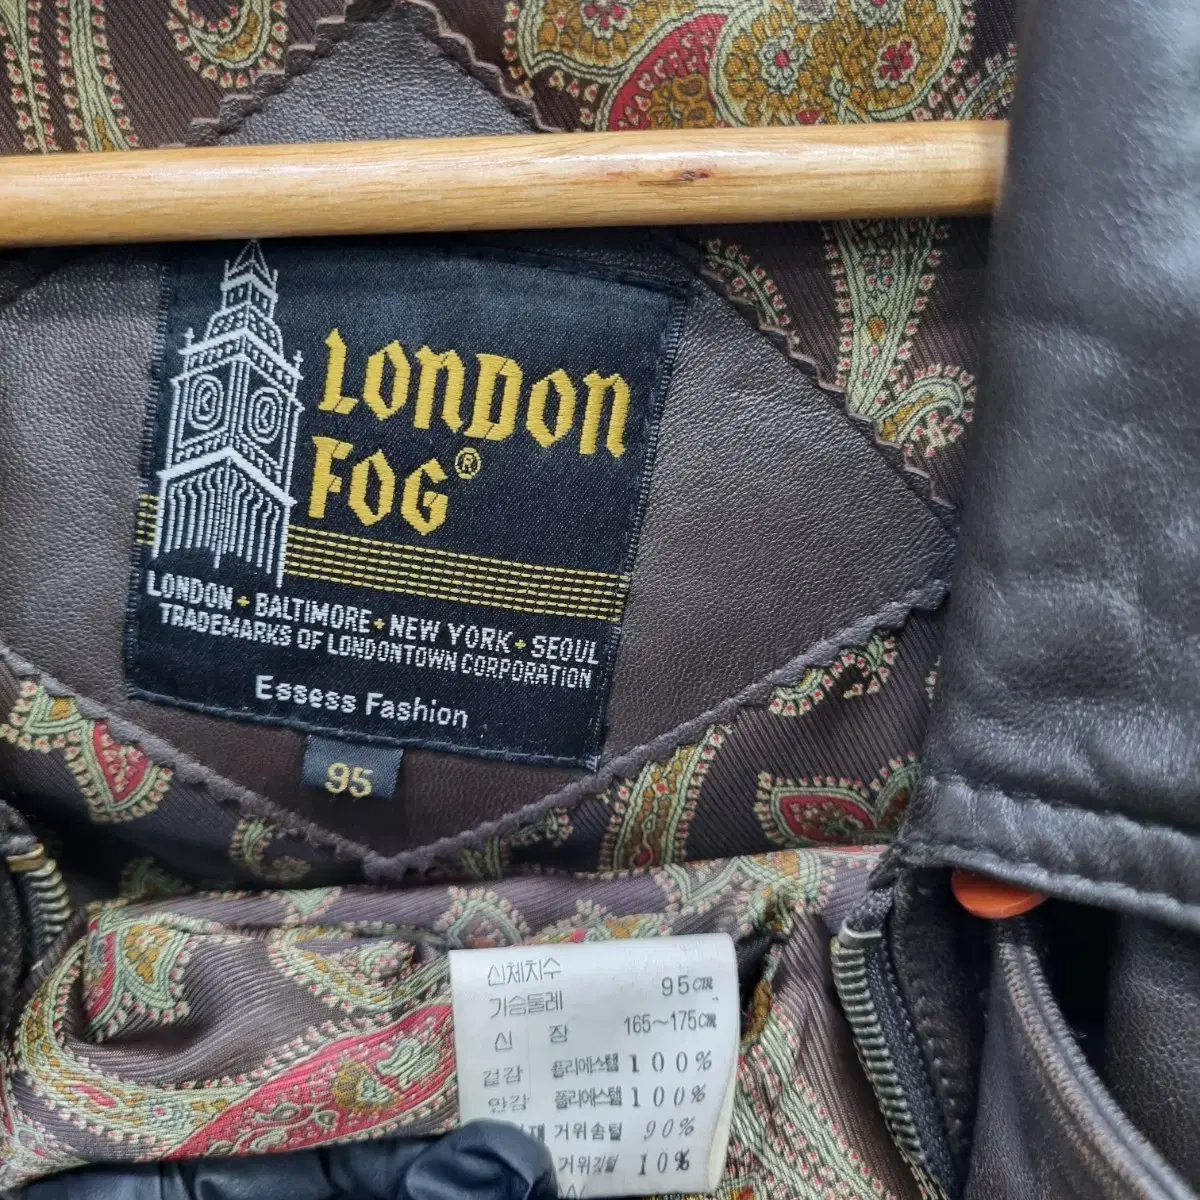 LONDON
FOG®
LONDON • BALTIMORE • NEW YORK • SEOUL
TRADEMARKS OF LONDONTOWN CORPORATION
Essess Fashion
95
신체치수
가슴둘레 95cm
신 장 165~175cm
겉감 폴리에스텔 100%
안감 폴리에스텔 100%
거위솜털 90%
거위깃털 10%